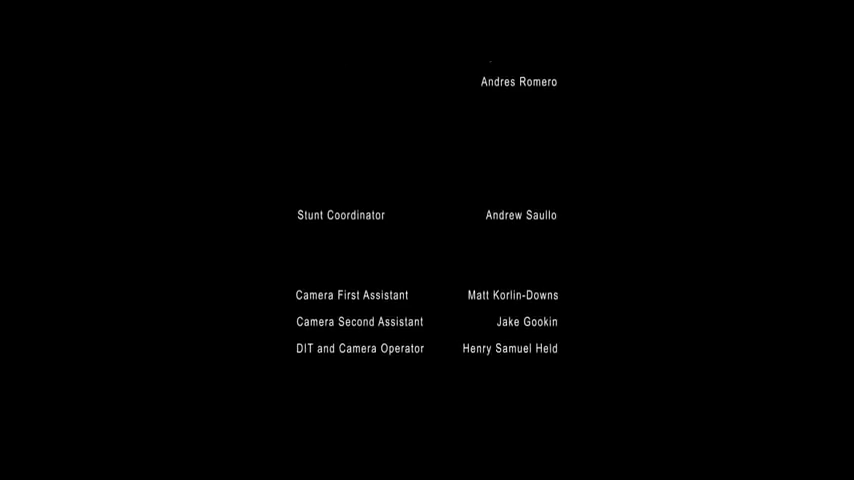 Andres Romero
Stunt Coordinator Andrew Saullo
Camera First Assistant Matt Korlin-Downs
Camera Second Assistant Jake Gookin
DIT and Camera Operator Henry Samuel Held